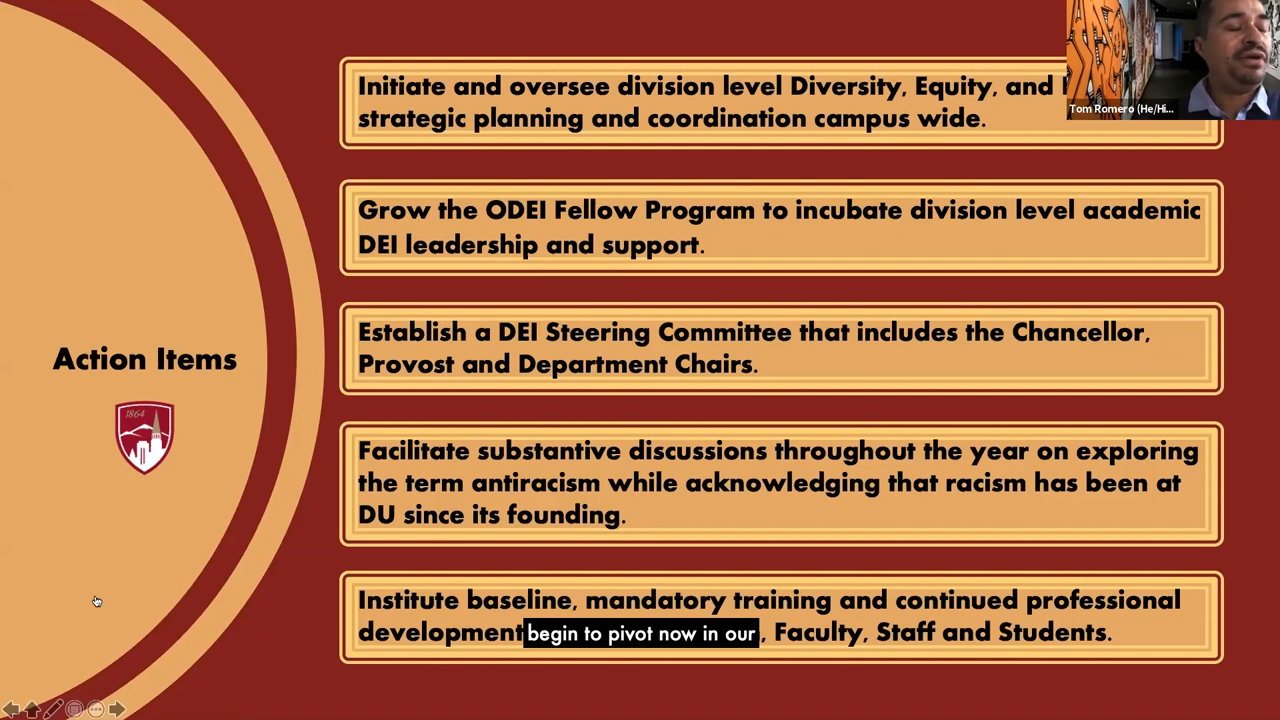 Initiate and oversee division level Diversity, Equity, and
strategic planning and coordination campus wide.
Tom Romero (He/Hi...
Grow the ODEI Fellow Program to incubate division level academic
DEI leadership and support.
Establish a DEI Steering Committee that includes the Chancellor,
Provost and Department Chairs.
Action Items
1864
Facilitate substantive discussions throughout the year on exploring
the term antiracism while acknowledging that racism has been at
DU since its founding.
Institute baseline, mandatory training and continued professional
development begin to pivot now in our , Faculty, Staff and Students.